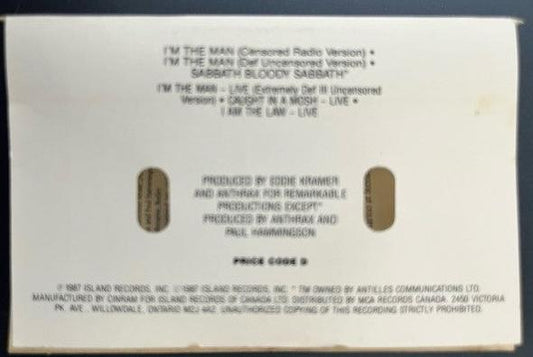 I'M THE MAN (Censored Radio Version) •
I'M THE MAN (Def Uncensored Version) •
SABBATH BLOODY SABBATH*
I'M THE MAN – LIVE (Extremely Def Ill Uncensored
Version) • CAUGHT IN A MOSH – LIVE •
I AM THE LAW – LIVE
PRODUCED BY EDDIE KRAMER
AND ANTHRAX FOR REMARKABLE
PRODUCTIONS EXCEPT*
PRODUCED BY ANTHRAX AND
PAUL HAMMINGSON
PRICE CODE D
℗ 1987 ISLAND RECORDS, INC. © 1987 ISLAND RECORDS, INC. ® TM OWNED BY ANTILLES COMMUNICATIONS LTD.
MANUFACTURED BY CINRAM FOR ISLAND RECORDS OF CANADA LTD. DISTRIBUTED BY MCA RECORDS CANADA, 2450 VICTORIA
PK. AVE., WILLOWDALE, ONTARIO M2J 4A2. UNAUTHORIZED COPYING OF THIS RECORDING STRICTLY PROHIBITED.